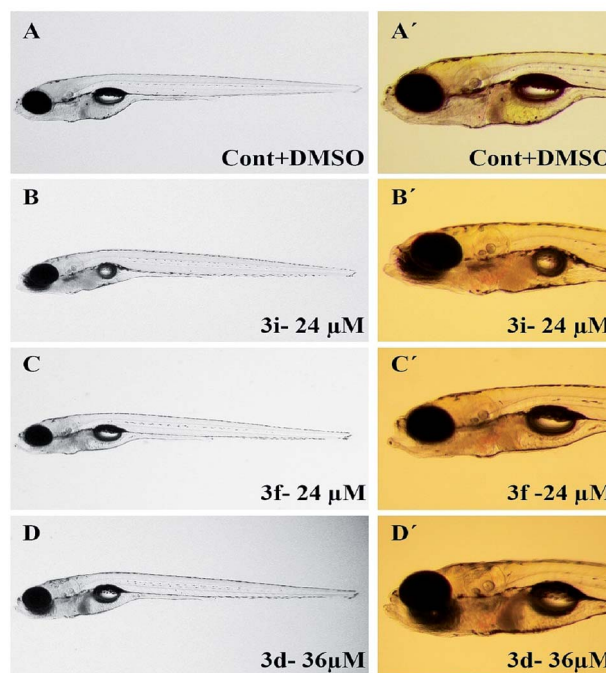 A
Cont+DMSO
A´
Cont+DMSO
B
3i- 24 µM
B´
3i- 24 µM
C
3f- 24 µM
C´
3f -24 µM
D
3d- 36µM
D´
3d- 36µM